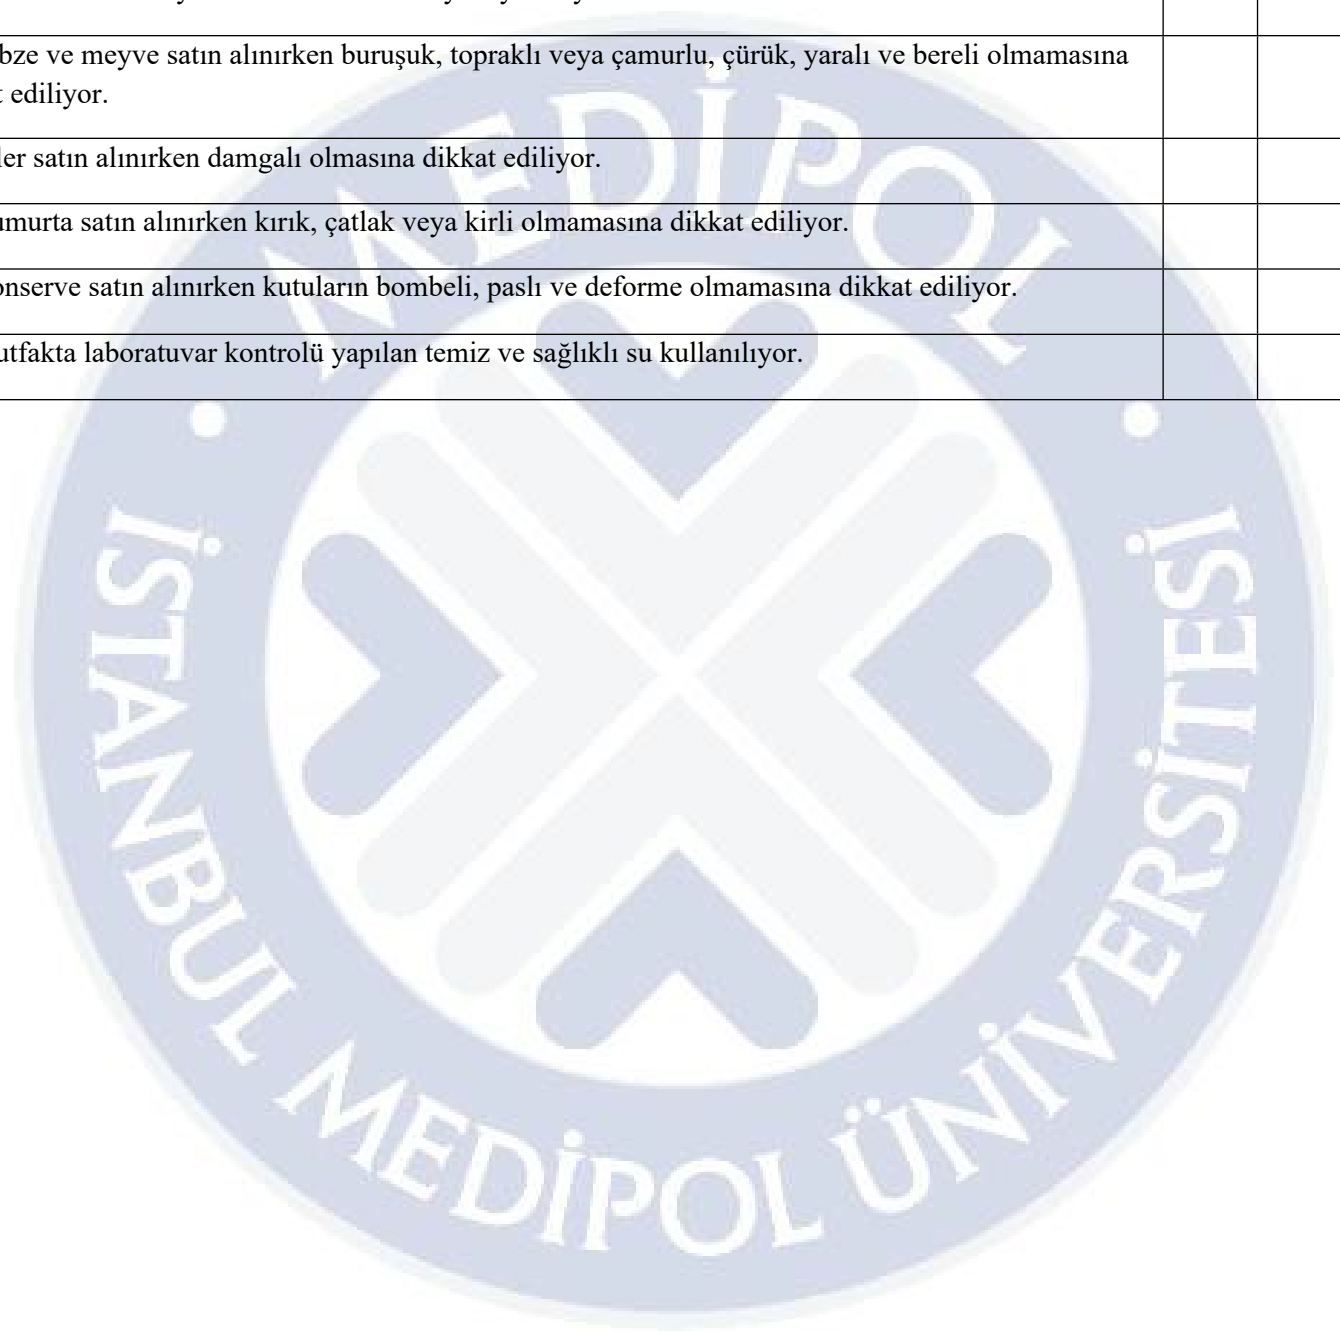 bze ve meyve satın alınırken buruşuk, topraklı veya çamurlu, çürük, yaralı ve bereli olmamasına
t ediliyor.
ler satın alınırken damgalı olmasına dikkat ediliyor.
umurta satın alınırken kırık, çatlak veya kirli olmamasına dikkat ediliyor.
onserve satın alınırken kutuların bombeli, paslı ve deforme olmamasına dikkat ediliyor.
utfakta laboratuvar kontrolü yapılan temiz ve sağlıklı su kullanılıyor.
MEDİPOL
İSTANBUL MEDİPOL ÜNİVERSİTESİ